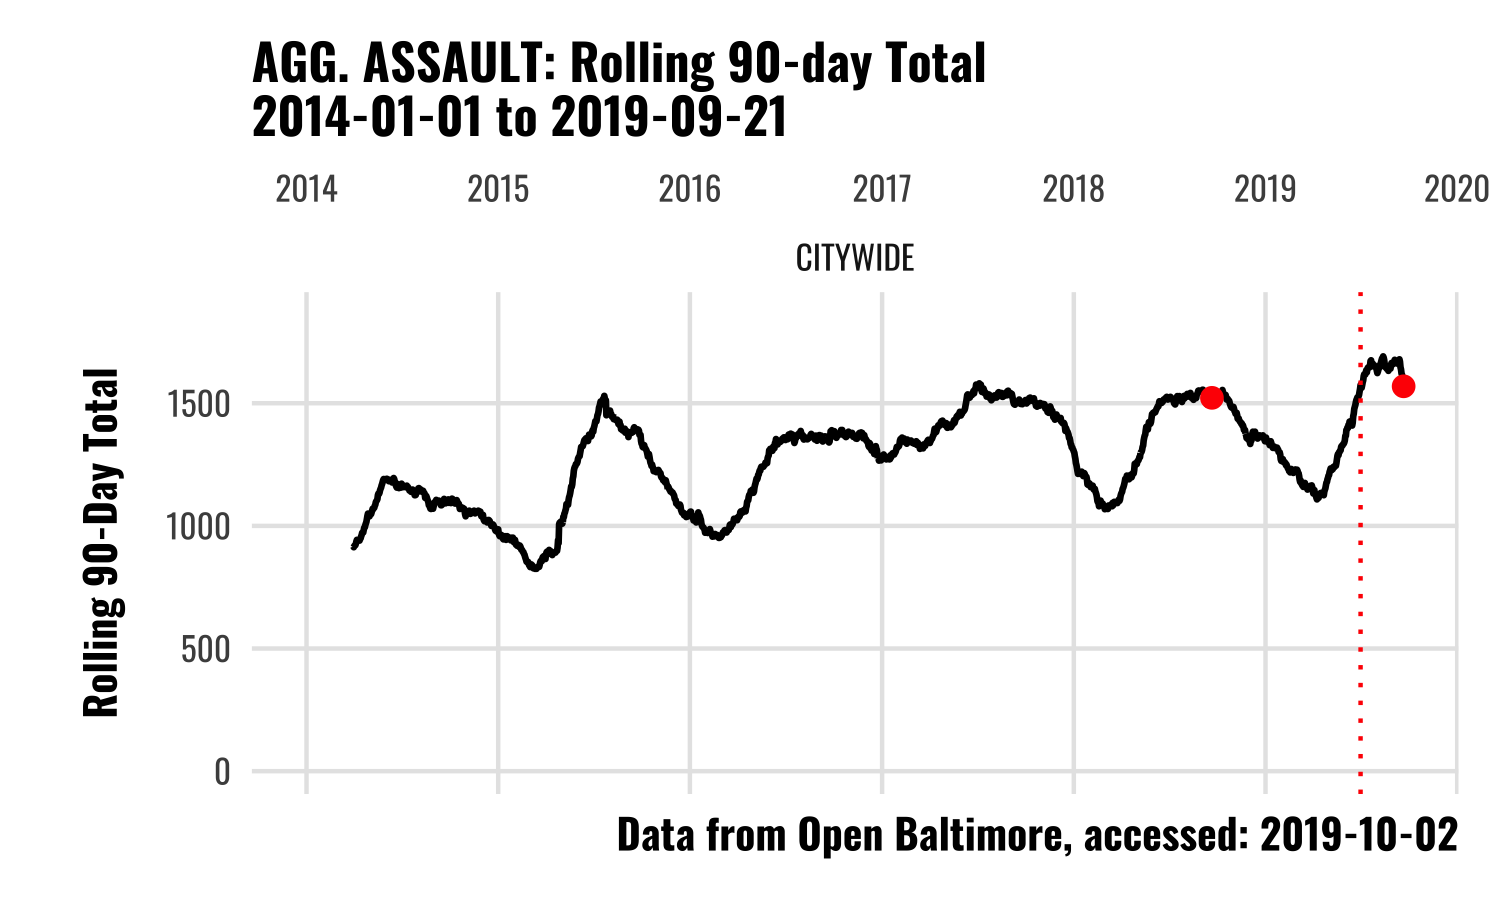 AGG. ASSAULT: Rolling 90-day Total
2014-01-01 to 2019-09-21
2014 2015 2016 2017 2018 2019 2020
CITYWIDE
Rolling 90-Day Total
1500
1000
500
0
Data from Open Baltimore, accessed: 2019-10-02